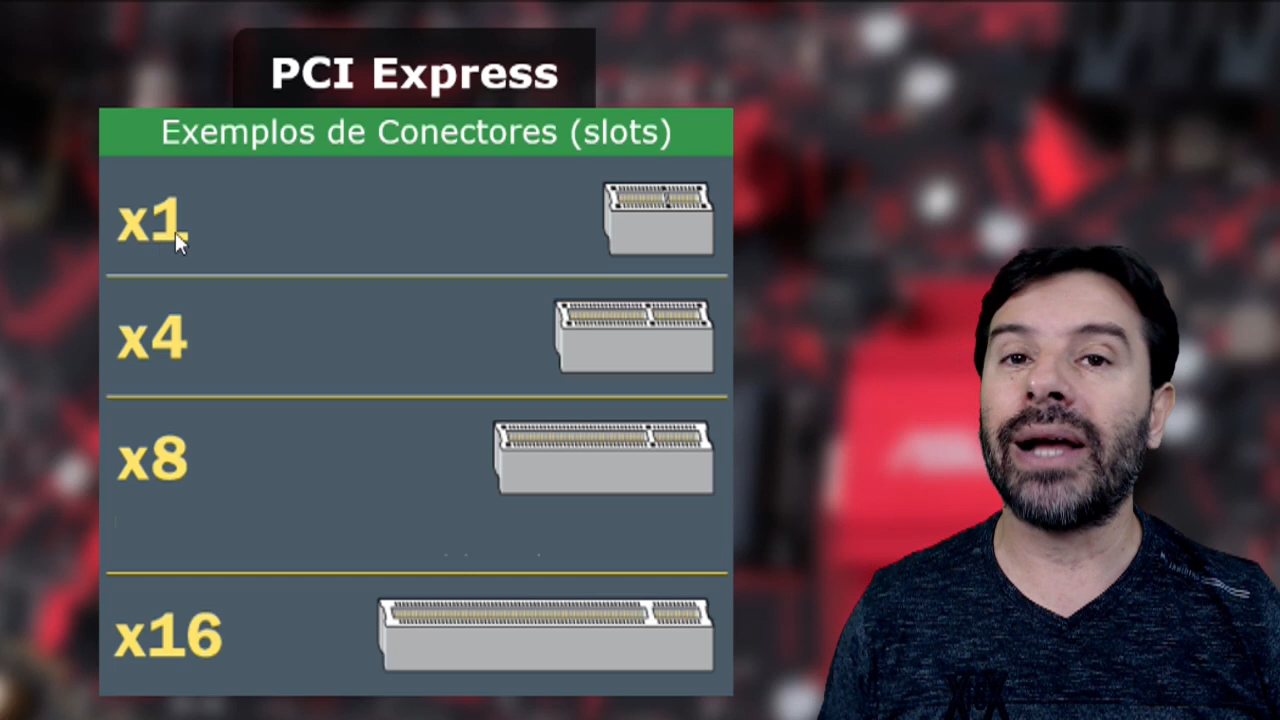 PCI Express
Exemplos de Conectores (slots)
x1
x4
x8
x16